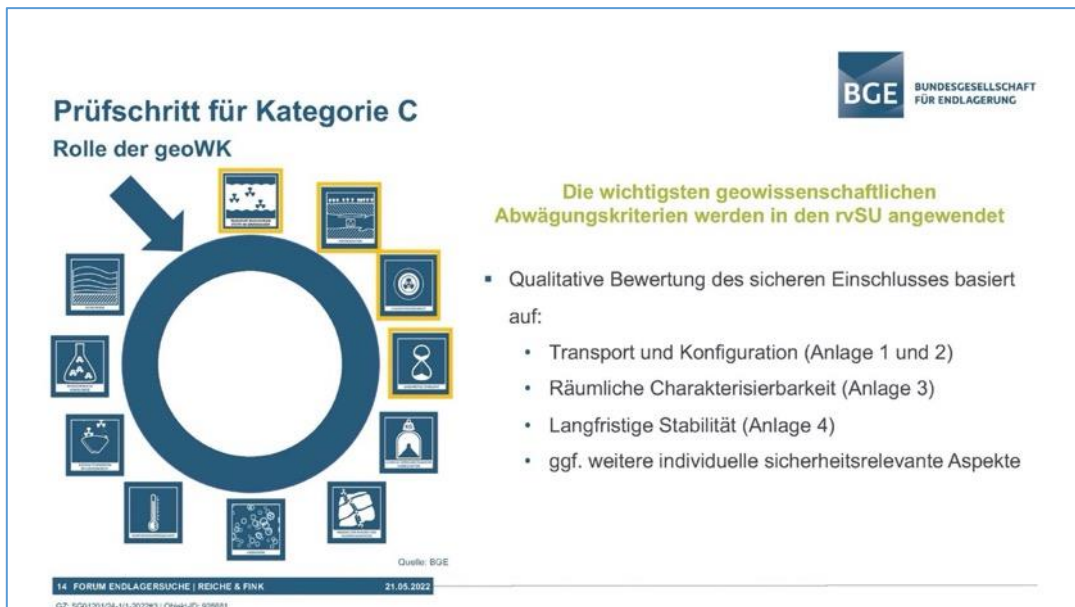 BGE
BUNDESGESELLSCHAFT
FÜR ENDLAGERUNG
Prüfschritt für Kategorie C
Rolle der geoWK
Die wichtigsten geowissenschaftlichen
Abwägungskriterien werden in den rvSU angewendet
▪ Qualitative Bewertung des sicheren Einschlusses basiert
auf:
• Transport und Konfiguration (Anlage 1 und 2)
• Räumliche Charakterisierbarkeit (Anlage 3)
• Langfristige Stabilität (Anlage 4)
• ggf. weitere individuelle sicherheitsrelevante Aspekte
Quelle: BGE
14 FORUM ENDLAGERSUCHE | REICHE & FINK 21.05.2022